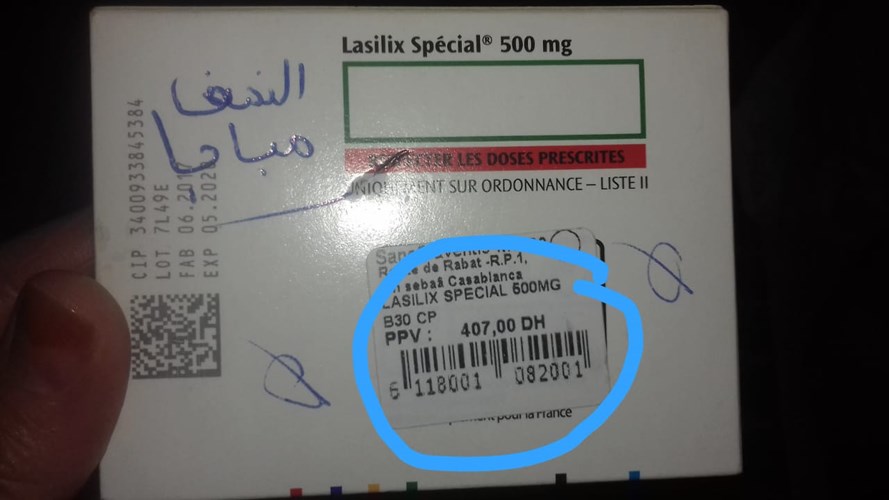 Lasilix Spécial® 500 mg
النصف
صباحا
LES DOSES PRESCRITES
UNIQUEMENT SUR ORDONNANCE – LISTE II
CIP 3400933845384
LOT 7L49E
FAB 06.20
EXP 05.202
de Rabat -R.P.1,
sebaâ Casablanca
LASILIX SPECIAL 500MG
B30 CP
PPV : 407,00 DH
6 118001 082001
pour la France